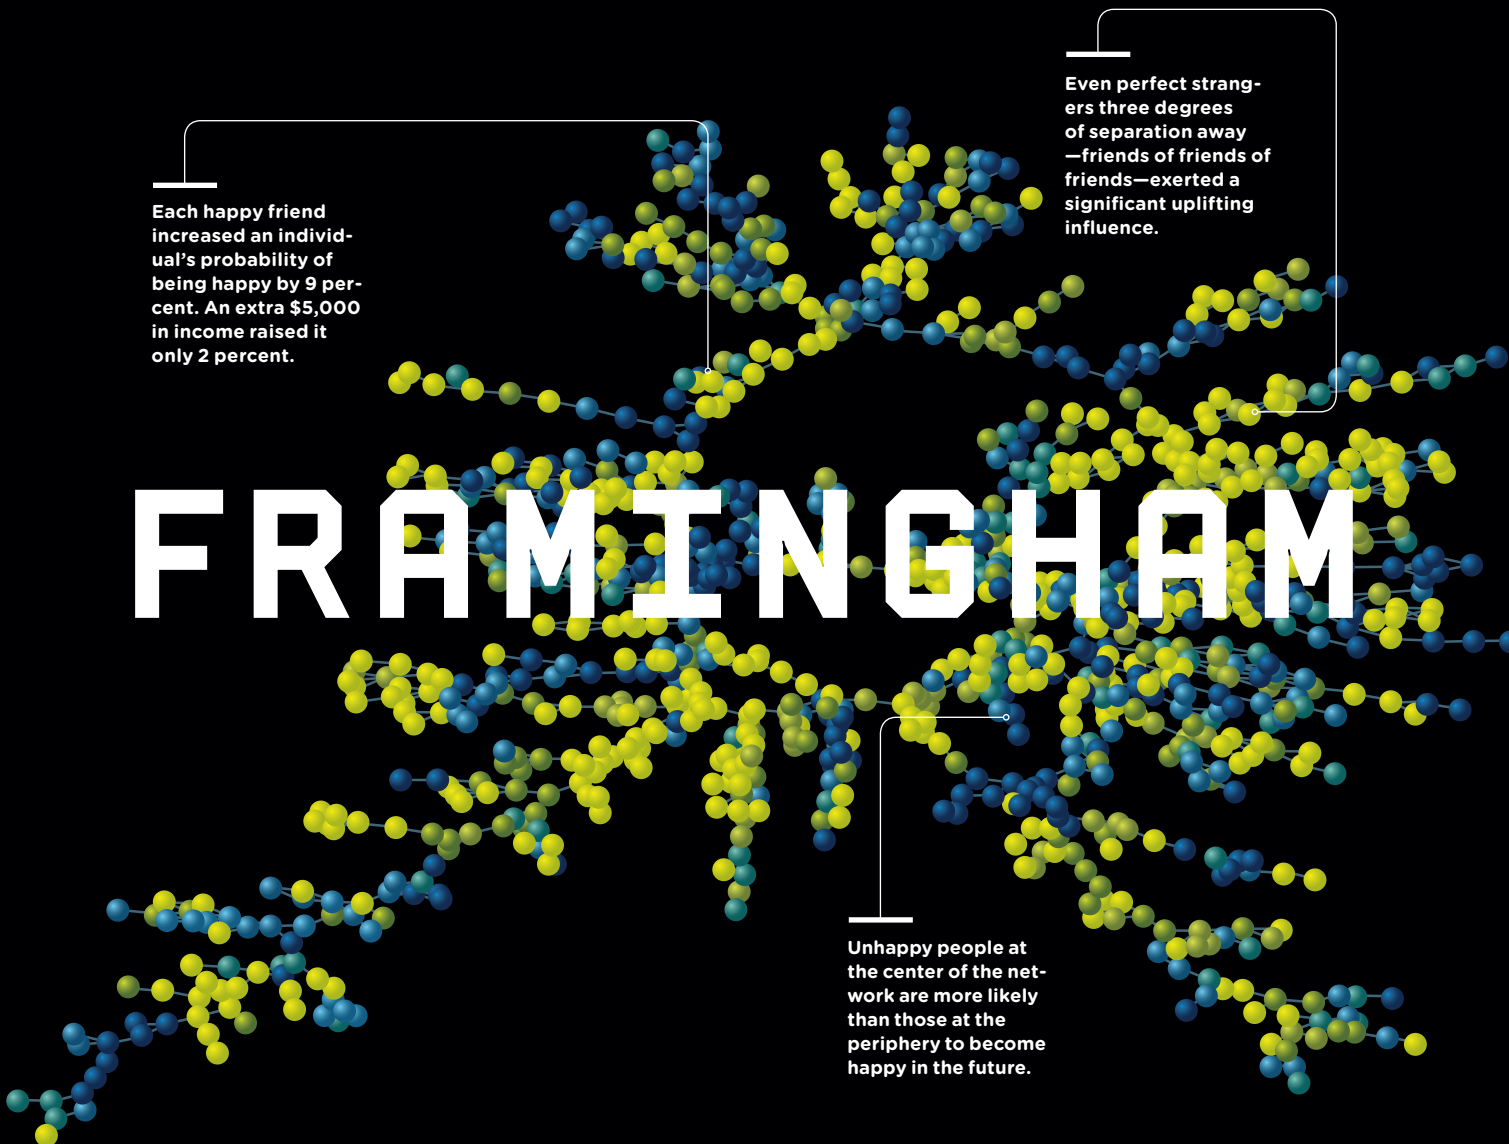 Each happy friend
increased an individ-
ual’s probability of
being happy by 9 per-
cent. An extra $5,000
in income raised it
only 2 percent.
Even perfect strang-
ers three degrees
of separation away
—friends of friends of
friends—exerted a
significant uplifting
influence.
FRAMINGHAM
Unhappy people at
the center of the net-
work are more likely
than those at the
periphery to become
happy in the future.